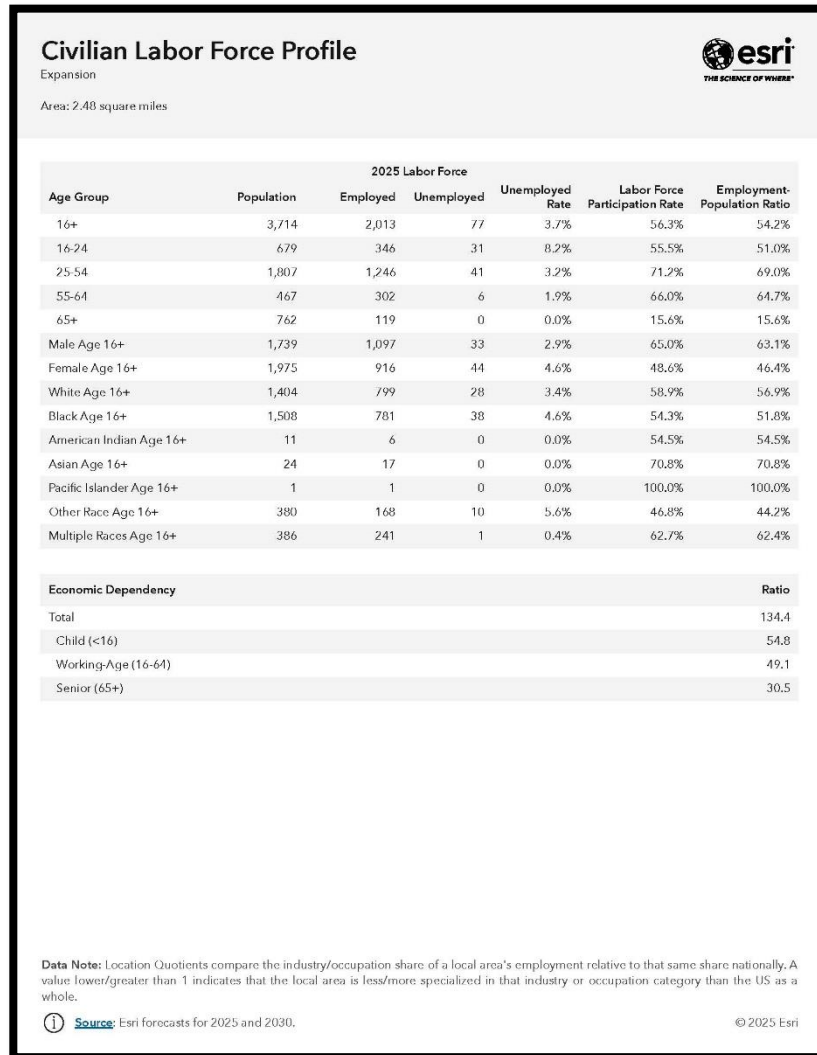 Civilian Labor Force Profile
Expansion
Area: 2.48 square miles
esri
THE SCIENCE OF WHERE®
2025 Labor Force
Age Group Population Employed Unemployed Unemployed Rate Labor Force Participation Rate Employment-Population Ratio
16+ 3,714 2,013 77 3.7% 56.3% 54.2%
16-24 679 346 31 8.2% 55.5% 51.0%
25-54 1,807 1,246 41 3.2% 71.2% 69.0%
55-64 467 302 6 1.9% 66.0% 64.7%
65+ 762 119 0 0.0% 15.6% 15.6%
Male Age 16+ 1,739 1,097 33 2.9% 65.0% 63.1%
Female Age 16+ 1,975 916 44 4.6% 48.6% 46.4%
White Age 16+ 1,404 799 28 3.4% 58.9% 56.9%
Black Age 16+ 1,508 781 38 4.6% 54.3% 51.8%
American Indian Age 16+ 11 6 0 0.0% 54.5% 54.5%
Asian Age 16+ 24 17 0 0.0% 70.8% 70.8%
Pacific Islander Age 16+ 1 1 0 0.0% 100.0% 100.0%
Other Race Age 16+ 380 168 10 5.6% 46.8% 44.2%
Multiple Races Age 16+ 386 241 1 0.4% 62.7% 62.4%
Economic Dependency Ratio
Total 134.4
Child (<16) 54.8
Working-Age (16-64) 49.1
Senior (65+) 30.5
Data Note: Location Quotients compare the industry/occupation share of a local area's employment relative to that same share nationally. A
value lower/greater than 1 indicates that the local area is less/more specialized in that industry or occupation category than the US as a
whole.
Source: Esri forecasts for 2025 and 2030.
© 2025 Esri